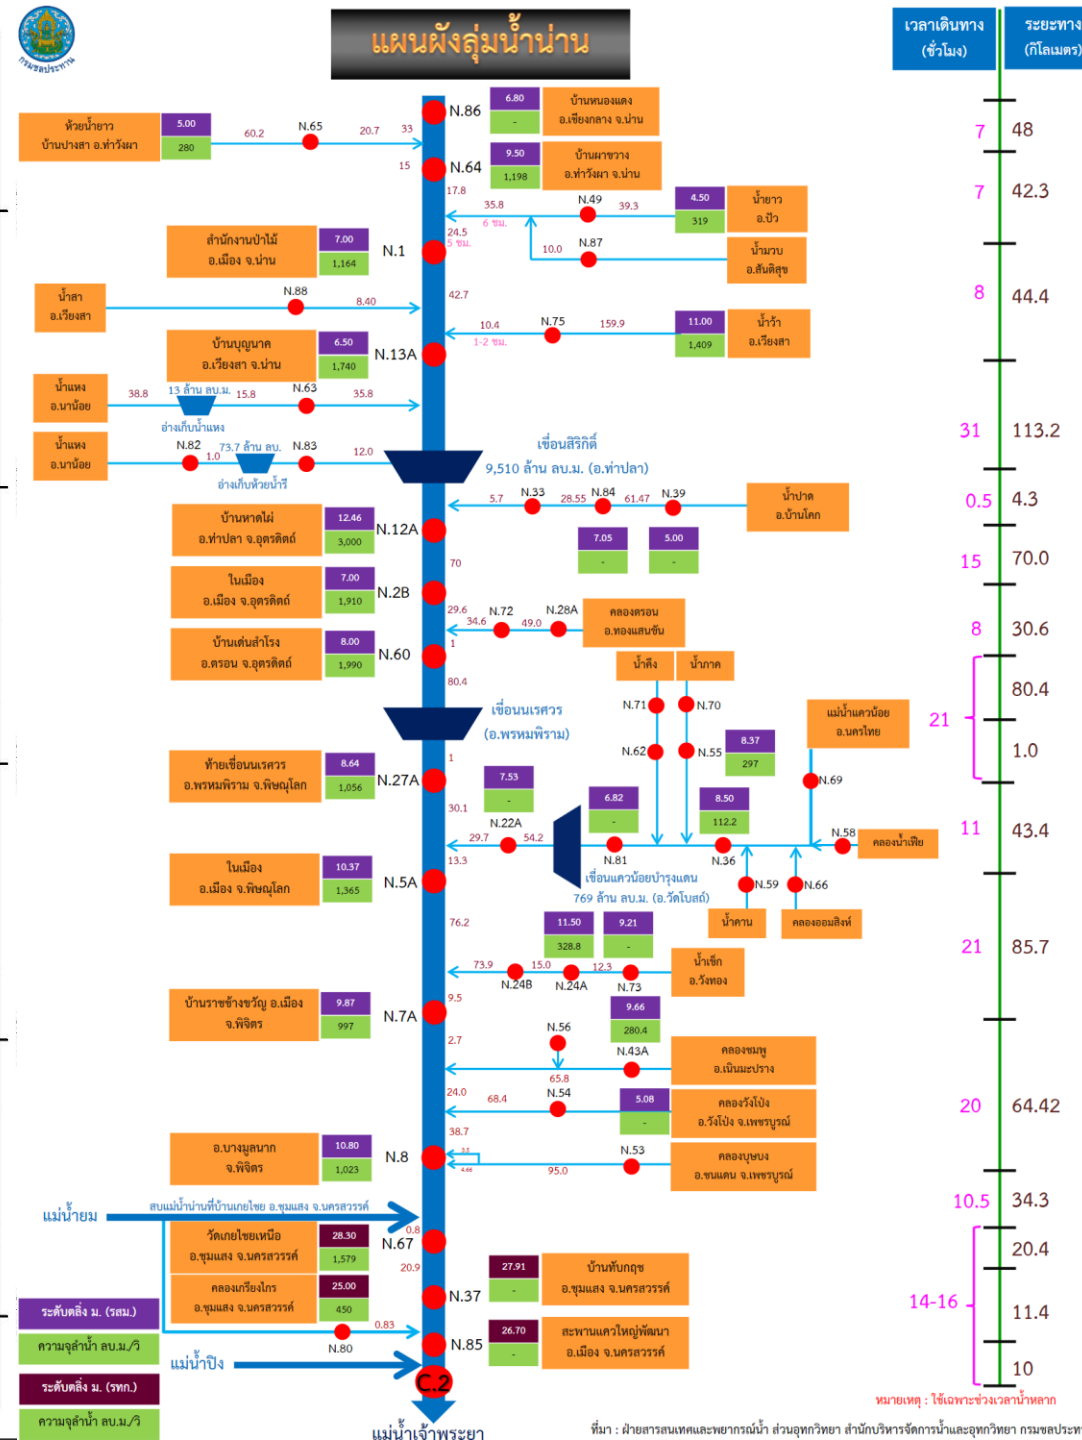 กรมชลประทาน
แผนผังลุ่มน้ำน่าน
เวลาเดินทาง
(ชั่วโมง)
ระยะทาง
(กิโลเมตร)
ห้วยน้ำยาว
บ้านปางสา อ.ท่าวังผา
5.00
280
60.2
N.65
20.7
33
N.86
6.80
-
บ้านหนองแดง
อ.เชียงกลาง จ.น่าน
7
48
15
N.64
9.50
1,198
บ้านผาขวาง
อ.ท่าวังผา จ.น่าน
17.8
35.8
6 ชม.
N.49
39.3
4.50
319
น้ำยาว
อ.ปัว
7
42.3
24.5
5 ชม.
10.0
N.87
น้ำมวบ
อ.สันติสุข
สำนักงานป่าไม้
อ.เมือง จ.น่าน
7.00
1,164
N.1
น้ำสา
อ.เวียงสา
N.88
8.40
42.7
8
44.4
10.4
1-2 ชม.
N.75
159.9
11.00
1,409
น้ำว้า
อ.เวียงสา
บ้านบุญนาค
อ.เวียงสา จ.น่าน
6.50
1,740
N.13A
น้ำแหง
อ.นาน้อย
38.8
13 ล้าน ลบ.ม.
15.8
N.63
35.8
อ่างเก็บน้ำแหง
31
113.2
น้ำแหง
อ.นาน้อย
N.82
1.0
73.7 ล้าน ลบ.
N.83
12.0
อ่างเก็บห้วยน้ำรี
เขื่อนสิริกิติ์
9,510 ล้าน ลบ.ม. (อ.ท่าปลา)
5.7
N.33
28.55
N.84
61.47
N.39
น้ำปาด
อ.บ้านโคก
0.5
4.3
บ้านหาดไผ่
อ.ท่าปลา จ.อุตรดิตถ์
12.46
3,000
N.12A
7.05
-
5.00
-
70
15
70.0
ในเมือง
อ.เมือง จ.อุตรดิตถ์
7.00
1,910
N.2B
29.6
34.6
N.72
49.0
N.28A
คลองตรอน
อ.ทองแสนขัน
8
30.6
บ้านเด่นสำโรง
อ.ตรอน จ.อุตรดิตถ์
8.00
1,990
N.60
1
80.4
น้ำคึง
น้ำภาค
N.71
N.70
N.62
N.55
8.37
297
แม่น้ำแควน้อย
อ.นครไทย
N.69
21
80.4
1.0
เขื่อนนเรศวร
(อ.พรหมพิราม)
1
ท้ายเขื่อนนเรศวร
อ.พรหมพิราม จ.พิษณุโลก
8.64
1,056
N.27A
30.1
7.53
-
N.22A
29.7
54.2
6.82
-
N.81
8.50
112.2
N.36
N.58
คลองน้ำเฟีย
11
43.4
เขื่อนแควน้อยบำรุงแดน
769 ล้าน ลบ.ม. (อ.วัดโบสถ์)
N.59
N.66
น้ำคาน
คลองออมสิงห์
13.3
ในเมือง
อ.เมือง จ.พิษณุโลก
10.37
1,365
N.5A
76.2
11.50
328.8
9.21
-
73.9
15.0
12.3
N.24B
N.24A
N.73
น้ำเข็ก
อ.วังทอง
21
85.7
9.5
บ้านราชช้างขวัญ อ.เมือง
จ.พิจิตร
9.87
997
N.7A
2.7
N.56
9.66
280.4
N.43A
65.8
คลองชมพู
อ.เนินมะปราง
24.0
68.4
N.54
5.08
-
คลองวังโป่ง
อ.วังโป่ง จ.เพชรบูรณ์
20
64.42
38.7
อ.บางมูลนาก
จ.พิจิตร
10.80
1,023
N.8
4.66
95.0
N.53
คลองบุษบง
อ.ชนแดน จ.เพชรบูรณ์
10.5
34.3
แม่น้ำยม
สบแม่น้ำน่านที่บ้านเกยไชย อ.ชุมแสง จ.นครสวรรค์
0.8
วัดเกยไชยเหนือ
อ.ชุมแสง จ.นครสวรรค์
28.30
1,579
N.67
20.9
20.4
คลองเกรียงไกร
อ.ชุมแสง จ.นครสวรรค์
25.00
450
N.37
27.91
-
บ้านทับกฤช
อ.ชุมแสง จ.นครสวรรค์
14-16
11.4
0.83
N.80
N.85
26.70
-
สะพานแควใหญ่พัฒนา
อ.เมือง จ.นครสวรรค์
10
ระดับตลิ่ง ม. (รสม.)
ความจุลำน้ำ ลบ.ม./วิ
ระดับตลิ่ง ม. (รทก.)
ความจุลำน้ำ ลบ.ม./วิ
แม่น้ำปิง
C.2
แม่น้ำเจ้าพระยา
หมายเหตุ : ใช้เฉพาะช่วงเวลาน้ำหลาก
ที่มา : ฝ่ายสารสนเทศและพยากรณ์น้ำ ส่วนอุทกวิทยา สำนักบริหารจัดการน้ำและอุทกวิทยา กรมชลประท